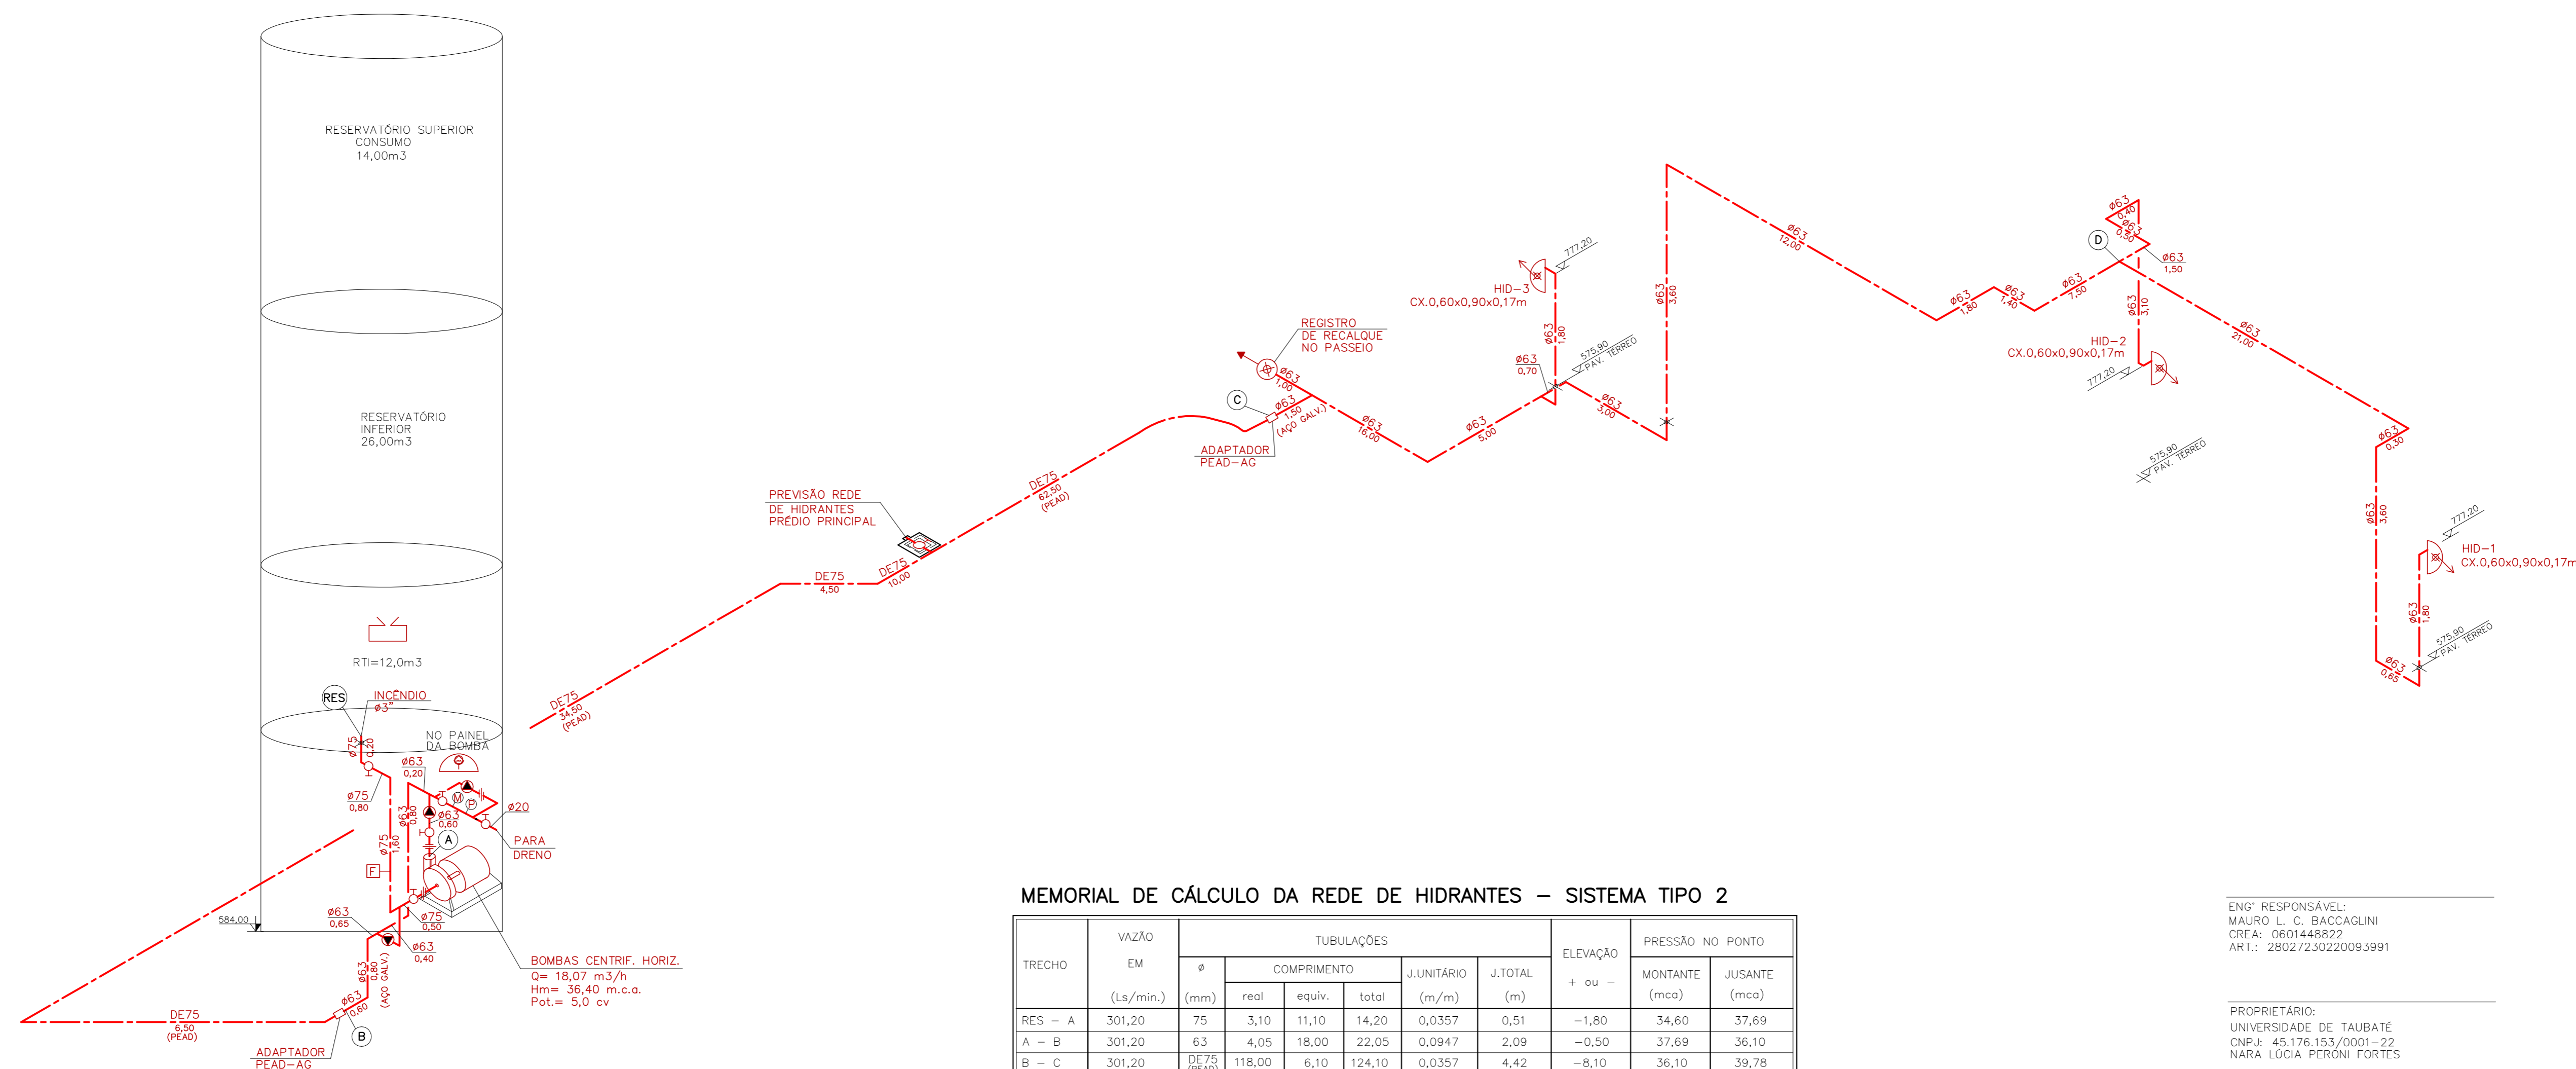 RESERVATÓRIO SUPERIOR
CONSUMO
14,00m3
RESERVATÓRIO
INFERIOR
26,00m3
RTI=12,0m3
RES
INCÊNDIO
ø3"
NO PAINEL
DA BOMBA
ø75
0,20
ø75
0,80
ø63
0,20
ø63
0,80
M
P
ø20
ø63
0,60
A
PARA
DRENO
ø75
1,60
F
ø75
0,50
584,00
ø63
0,65
ø63
0,40
ø63
0,80
(AÇO GALV.)
ø63
0,60
B
DE75
6,50
(PEAD)
ADAPTADOR
PEAD-AG
BOMBAS CENTRIF. HORIZ.
Q= 18,07 m3/h
Hm= 36,40 m.c.a.
Pot.= 5,0 cv
DE75
34,50
(PEAD)
DE75
4,50
DE75
10,00
PREVISÃO REDE
DE HIDRANTES
PRÉDIO PRINCIPAL
DE75
62,50
(PEAD)
ADAPTADOR
PEAD-AG
C
REGISTRO
DE RECALQUE
NO PASSEIO
ø63
1,00
ø63
1,50
(AÇO GALV.)
ø63
16,00
ø63
5,00
ø63
0,70
HID-3
CX.0,60x0,90x0,17m
777,20
ø63
1,80
575,90
PAV. TÉRREO
ø63
3,00
ø63
3,60
ø63
12,00
ø63
1,80
ø63
1,40
ø63
7,50
D
ø63
0,40
ø63
0,50
ø63
1,50
ø63
3,10
HID-2
CX.0,60x0,90x0,17m
777,20
ø63
21,00
575,90
PAV. TÉRREO
ø63
0,30
ø63
3,60
777,20
HID-1
CX.0,60x0,90x0,17m
ø63
1,80
575,90
PAV. TÉRREO
ø63
0,65
MEMORIAL DE CÁLCULO DA REDE DE HIDRANTES – SISTEMA TIPO 2
TRECHO VAZÃO EM (Ls/min.) TUBULAÇÕES ELEVAÇÃO + ou - PRESSÃO NO PONTO
ø (mm) COMPRIMENTO J.UNITÁRIO (m/m) J.TOTAL (m) MONTANTE (mca) JUSANTE (mca)
real equiv. total
RES - A 301,20 75 3,10 11,10 14,20 0,0357 0,51 -1,80 34,60 37,69
A - B 301,20 63 4,05 18,00 22,05 0,0947 2,09 -0,50 37,69 36,10
B - C 301,20 DE75 (PEAD) 118,00 6,10 124,10 0,0357 4,42 -8,10 36,10 39,78
ENGº RESPONSÁVEL:
MAURO L. C. BACCAGLINI
CREA: 0601448822
ART.: 28027230220093991
PROPRIETÁRIO:
UNIVERSIDADE DE TAUBATÉ
CNPJ: 45.176.153/0001-22
NARA LÚCIA PERONI FORTES